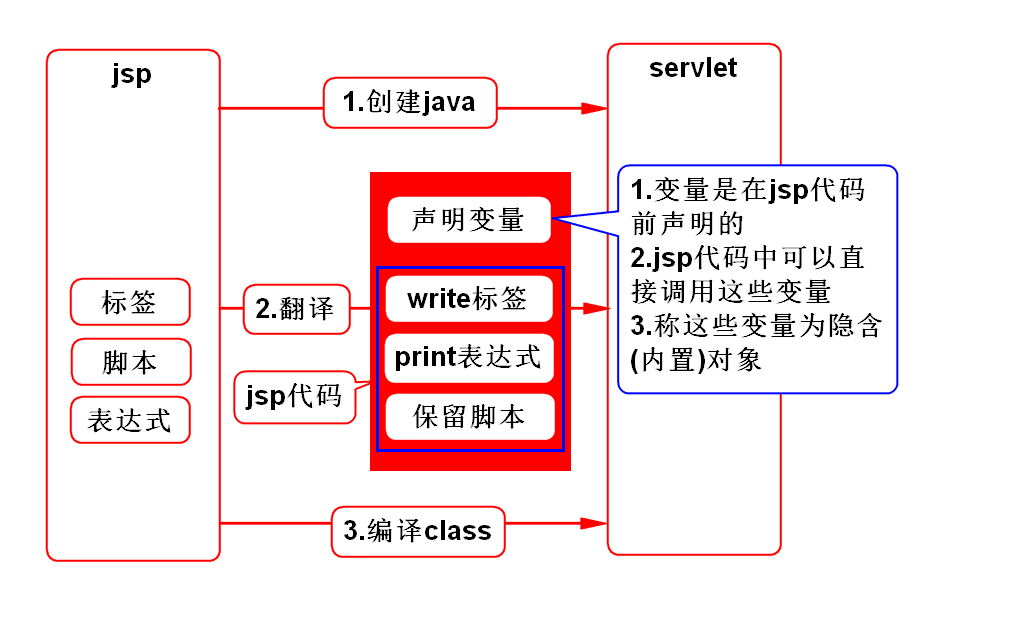 jsp
servlet
1.创建java
声明变量
1.变量是在jsp代码
前声明的
2.jsp代码中可以直
接调用这些变量
3.称这些变量为隐含
(内置)对象
标签
脚本
表达式
2.翻译
jsp代码
write标签
print表达式
保留脚本
3.编译class